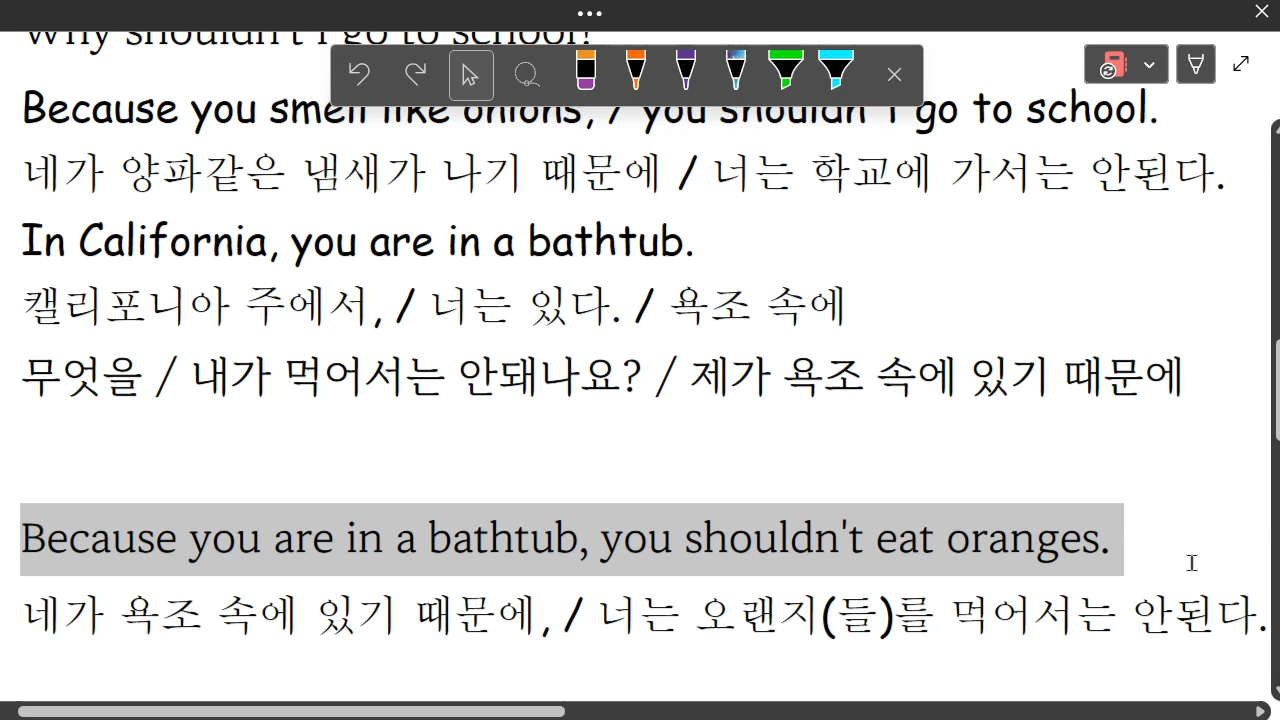 Why shouldn't I go to school?
Because you smell like onions, / you shouldn't go to school.
네가 양파같은 냄새가 나기 때문에 / 너는 학교에 가서는 안된다.
In California, you are in a bathtub.
캘리포니아 주에서, / 너는 있다. / 욕조 속에
무엇을 / 내가 먹어서는 안돼나요? / 제가 욕조 속에 있기 때문에
Because you are in a bathtub, you shouldn't eat oranges.
네가 욕조 속에 있기 때문에, / 너는 오랜지(들)를 먹어서는 안된다.